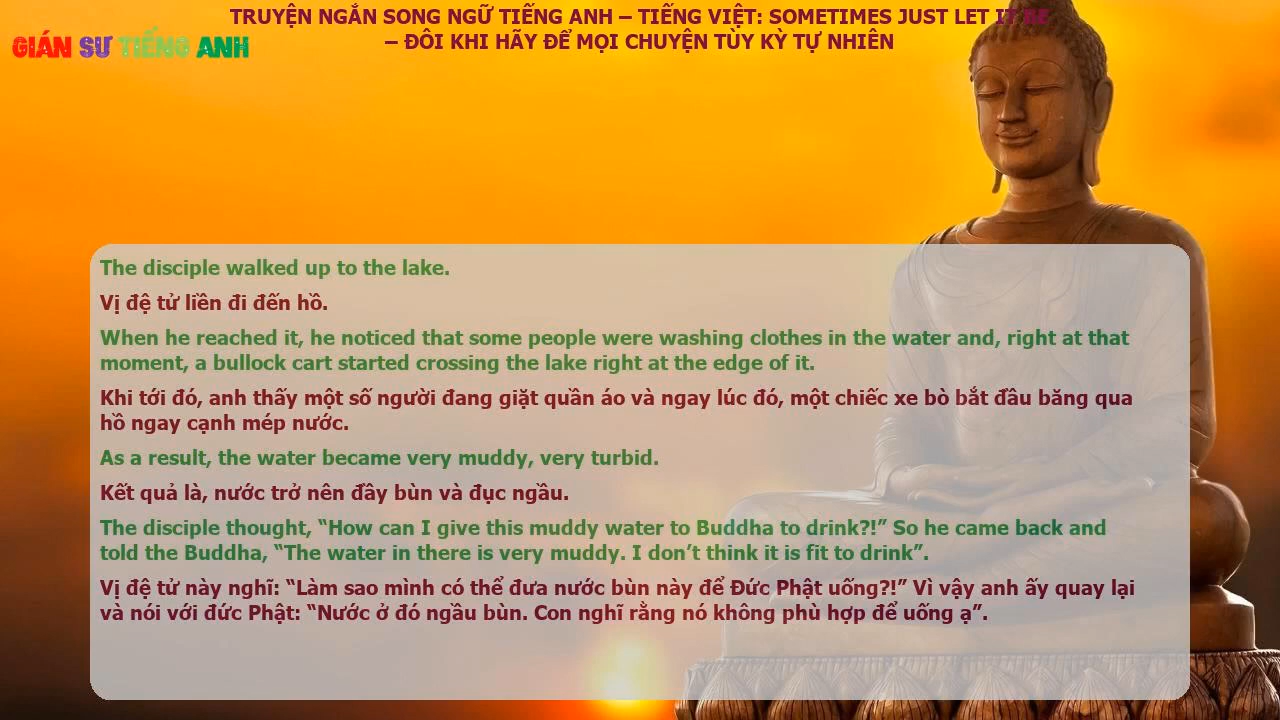 TRUYỆN NGẮN SONG NGỮ TIẾNG ANH – TIẾNG VIỆT: SOMETIMES JUST LET IT BE
– ĐÔI KHI HÃY ĐỂ MỌI CHUYỆN TÙY KỲ TỰ NHIÊN
GIÁN SƯ TIẾNG ANH
The disciple walked up to the lake.
Vị đệ tử liền đi đến hồ.
When he reached it, he noticed that some people were washing clothes in the water and, right at that
moment, a bullock cart started crossing the lake right at the edge of it.
Khi tới đó, anh thấy một số người đang giặt quần áo và ngay lúc đó, một chiếc xe bò bắt đầu băng qua
hồ ngay cạnh mép nước.
As a result, the water became very muddy, very turbid.
Kết quả là, nước trở nên đầy bùn và đục ngầu.
The disciple thought, “How can I give this muddy water to Buddha to drink?!” So he came back and
told the Buddha, “The water in there is very muddy. I don’t think it is fit to drink”.
Vị đệ tử này nghĩ: “Làm sao mình có thể đưa nước bùn này để Đức Phật uống?!” Vì vậy anh ấy quay lại
và nói với đức Phật: “Nước ở đó ngầu bùn. Con nghĩ rằng nó không phù hợp để uống ạ”.